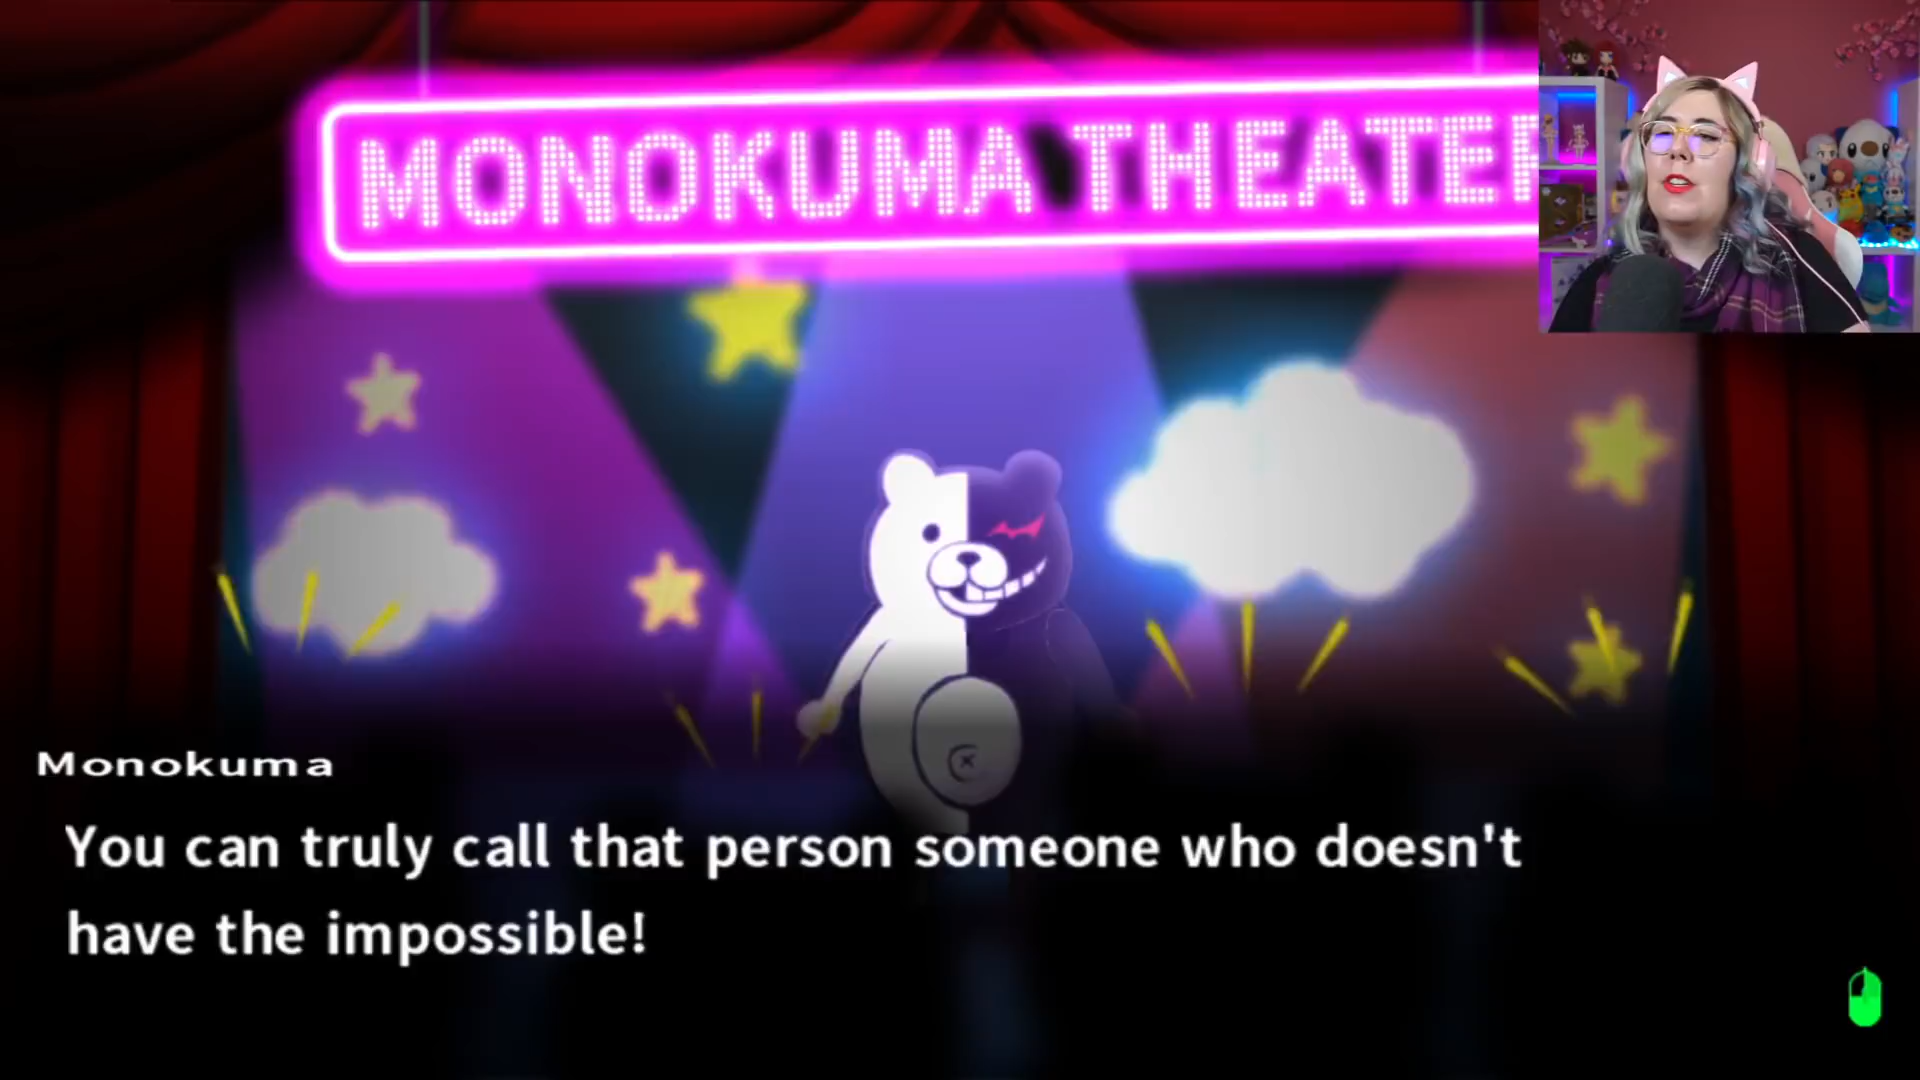 MONOKUMA THEATER
Monokuma
You can truly call that person someone who doesn't
have the impossible!